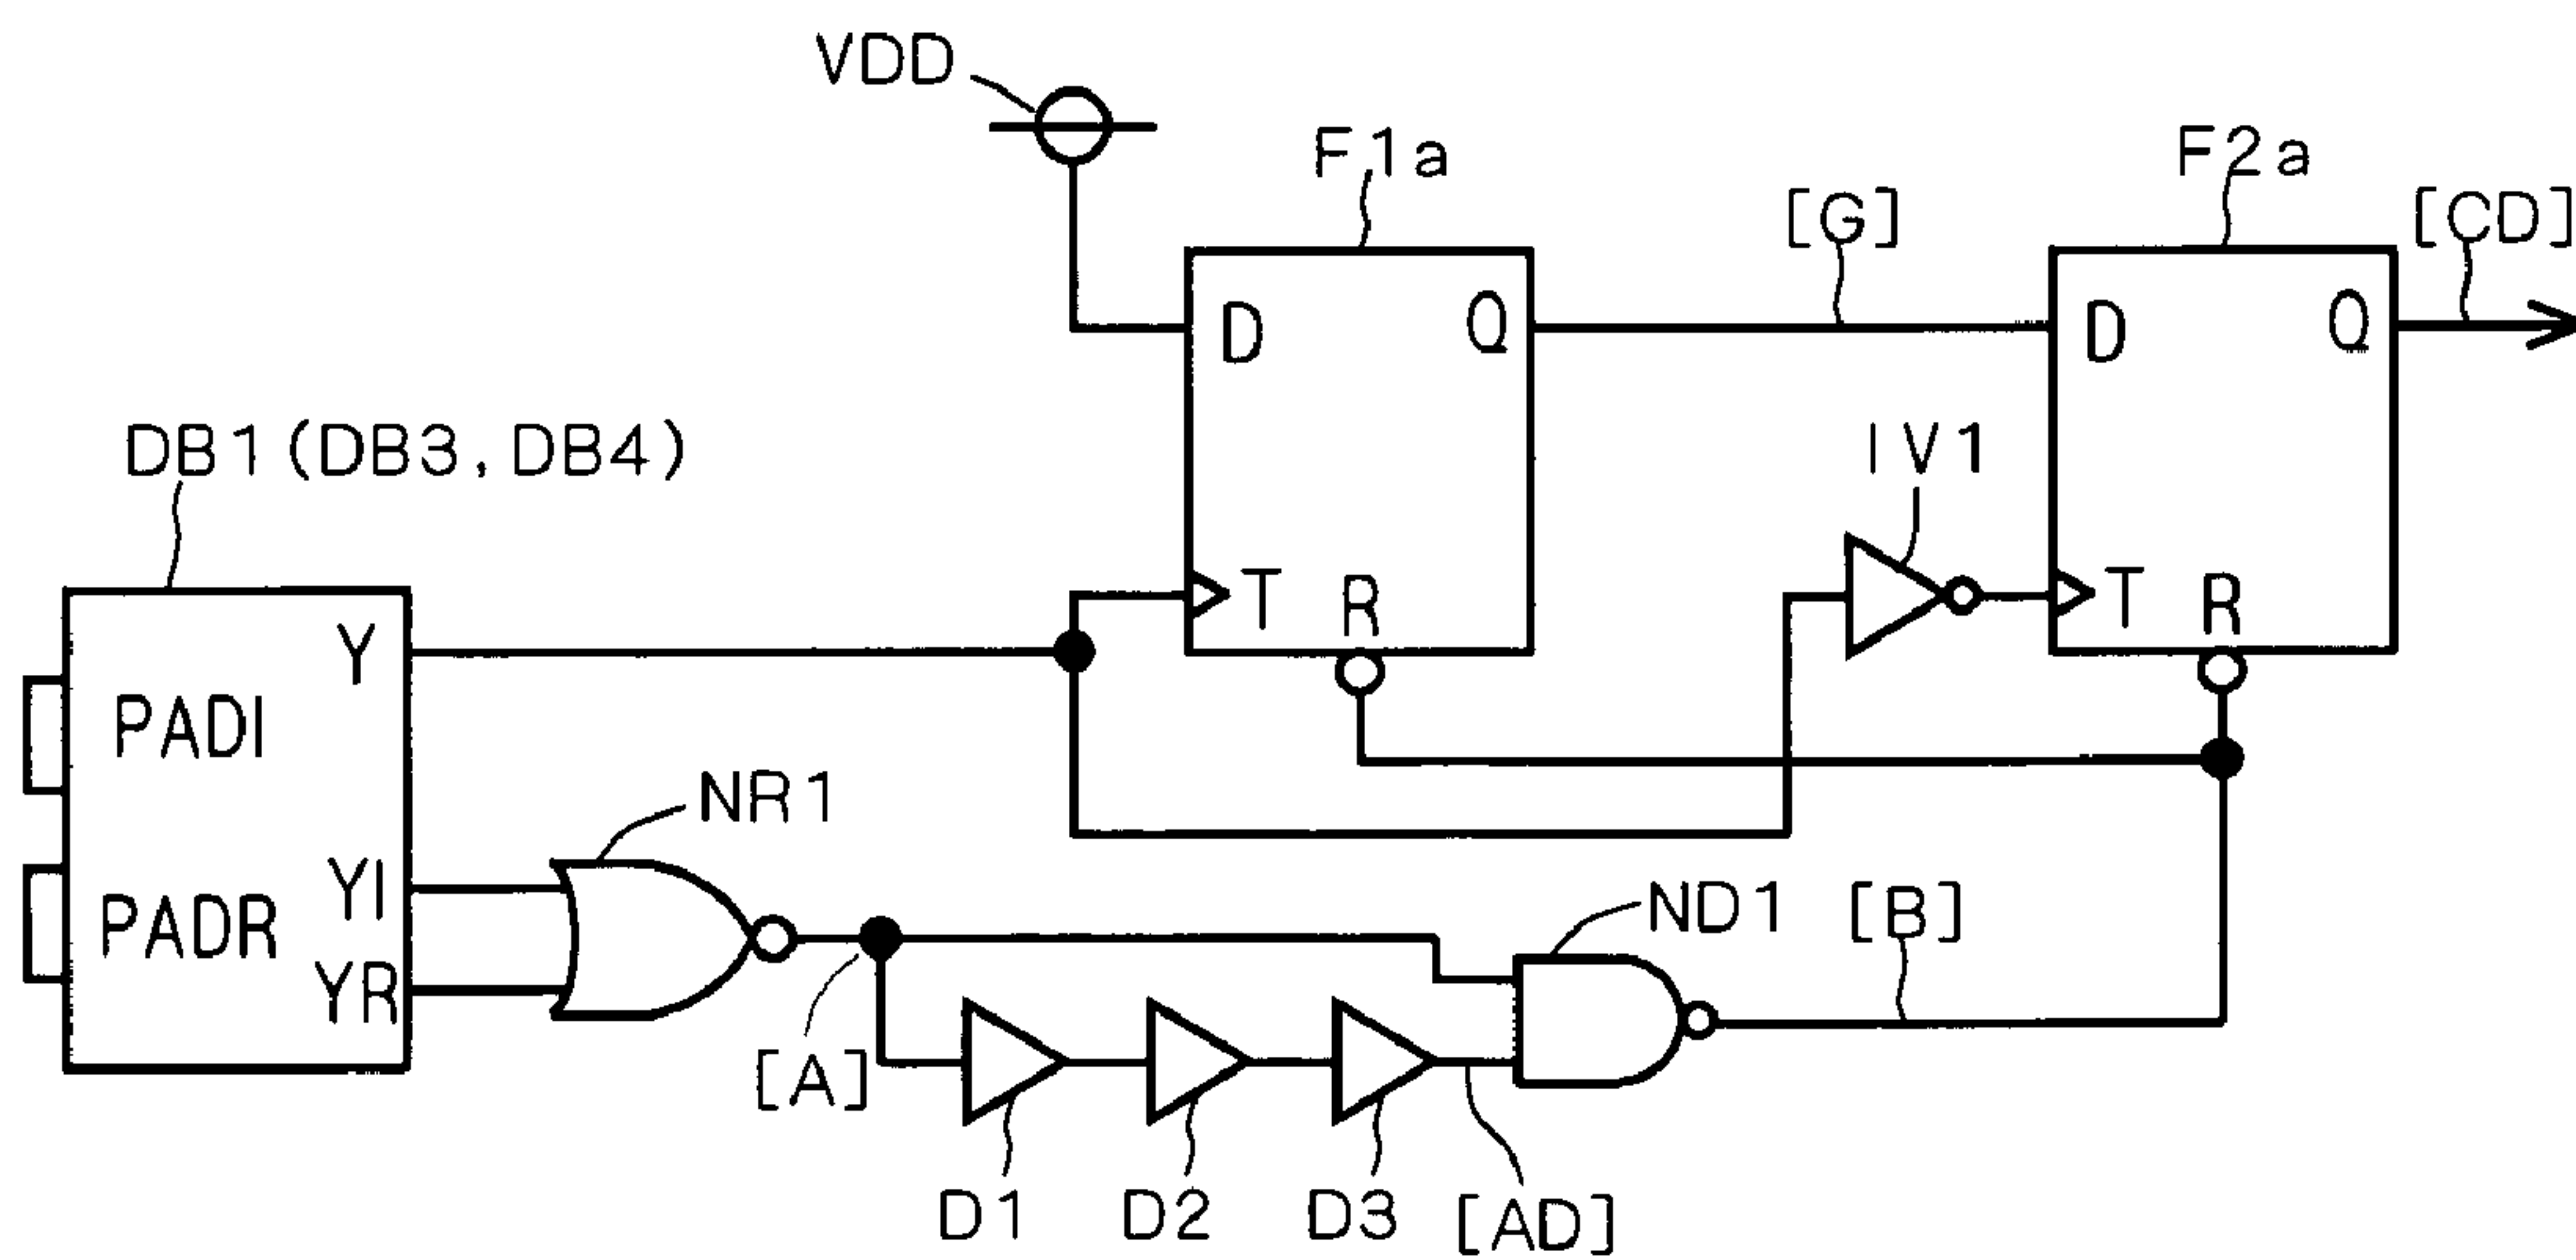 VDD
F1a
F2a
[G]
[CD]
D
Q
D
Q
DB1(DB3,DB4)
IV1
T
R
T
R
Y
PADI
NR1
YI
PADR
ND1
[B]
YR
[A]
D1
D2
D3
[AD]